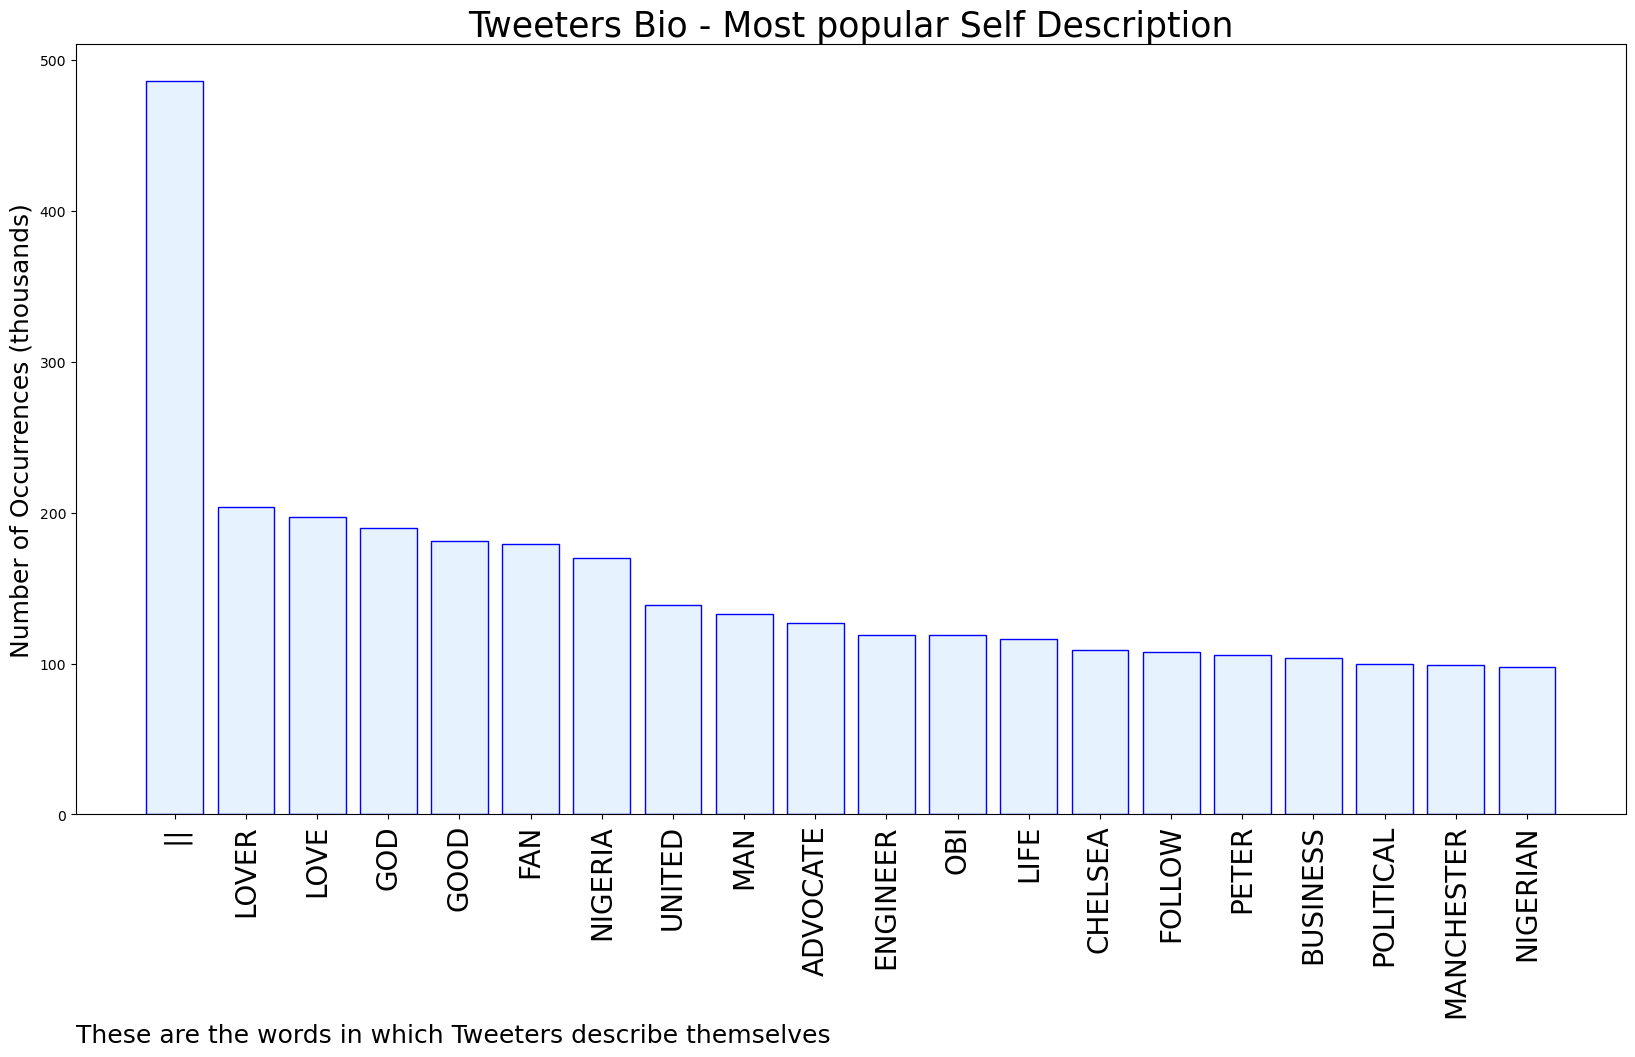 Tweeters Bio - Most popular Self Description
Number of Occurrences (thousands)
500
400
300
200
100
0
||
LOVER
LOVE
GOD
GOOD
FAN
NIGERIA
UNITED
MAN
ADVOCATE
ENGINEER
OBI
LIFE
CHELSEA
FOLLOW
PETER
BUSINESS
POLITICAL
MANCHESTER
NIGERIAN
These are the words in which Tweeters describe themselves